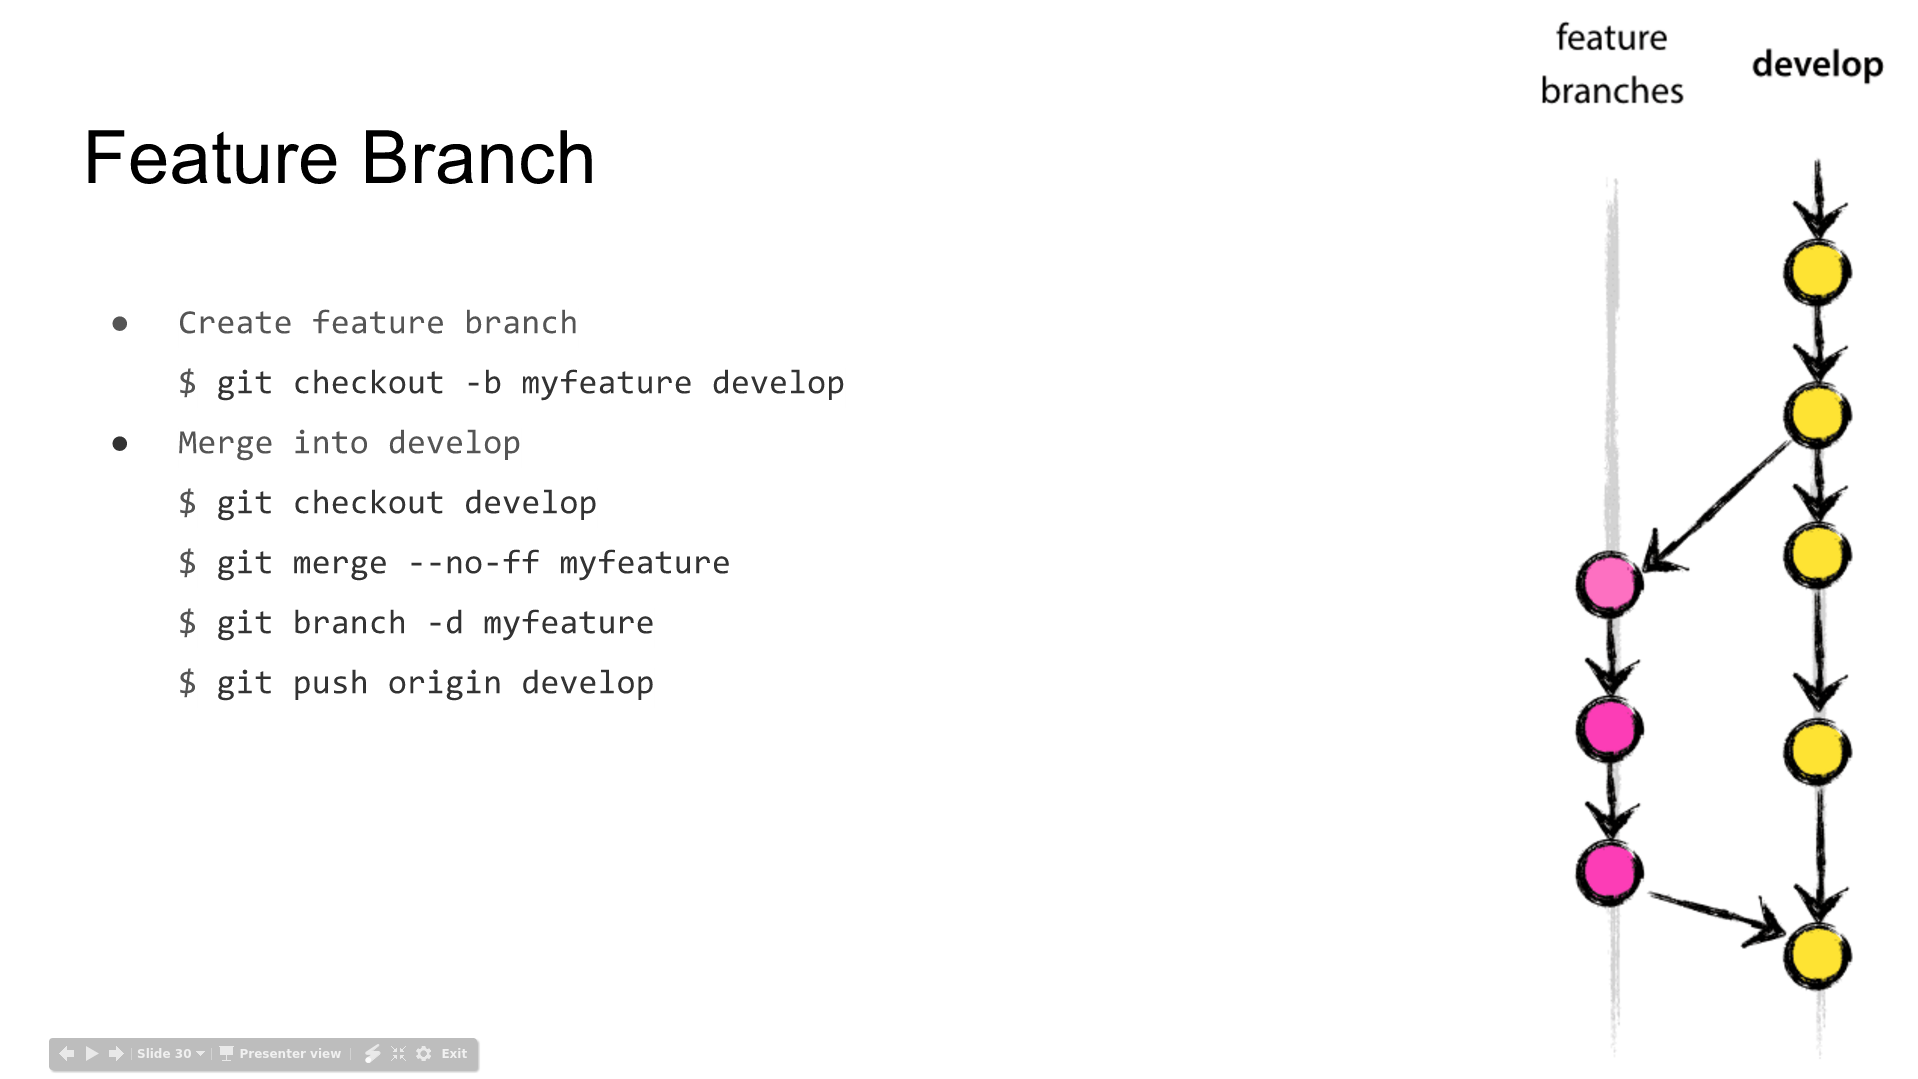 feature
branches
develop
Feature Branch
● Create feature branch
$ git checkout -b myfeature develop
● Merge into develop
$ git checkout develop
$ git merge --no-ff myfeature
$ git branch -d myfeature
$ git push origin develop
Slide 30
Presenter view
Exit